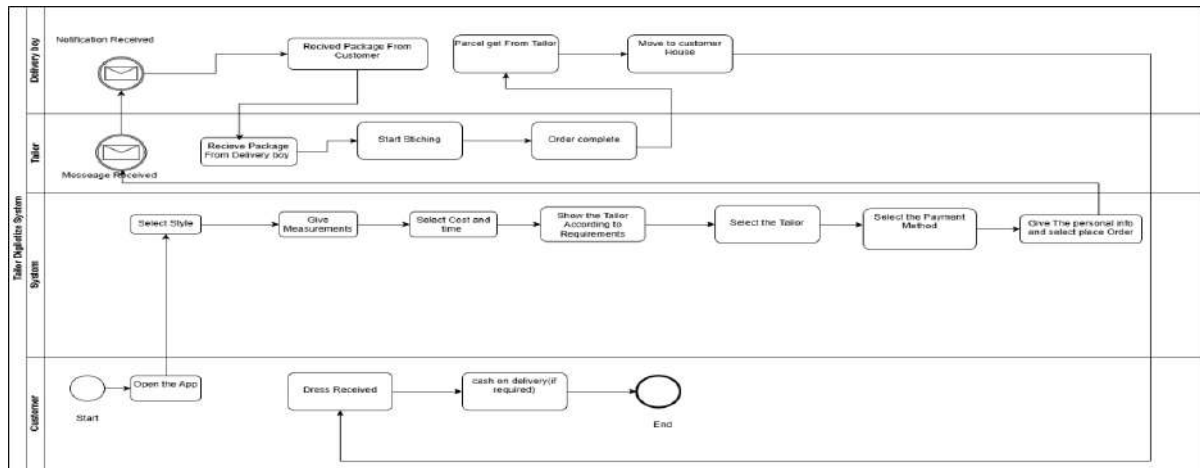 Tailor Digiletize System
Delivery boy
Notification Received
Recived Package From
Customer
Parcel get From Tailor
Move to customer
House
Tailer
Messeage Received
Recieve Package
From Delivery boy
Start Stiching
Order complete
System
Select Style
Give
Measurements
Select Cost and
time
Show the Tailor
According to
Requirements
Select the Tailor
Select the Payment
Method
Give The personal info
and select place Order
Customer
Start
Open the App
Dress Received
cash on delivery(if
required)
End